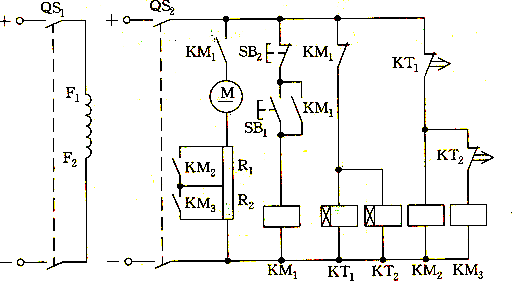 QS₁ QS₂
+ +
KM₁ SB₂ KM₁ KT₁
F₁ M KM₁
SB₁
F₂ KM₂ R₁ KT₂
KM₃ R₂
− −
KM₁ KT₁ KT₂ KM₂ KM₃